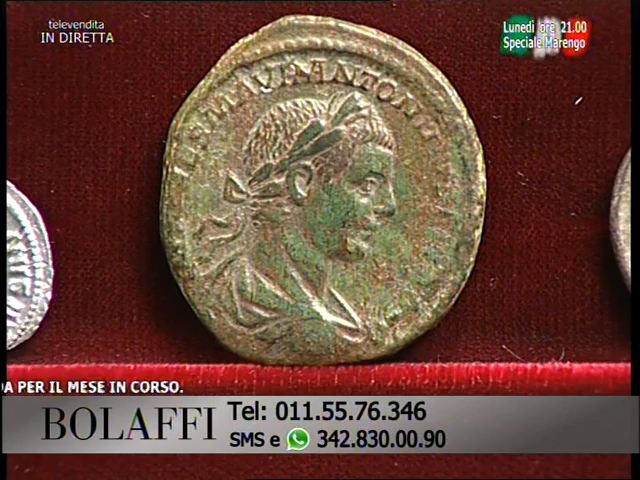 televendita
IN DIRETTA
Lunedì ore 21.00
Speciale Marengo
DA PER IL MESE IN CORSO.
BOLAFFI
Tel: 011.55.76.346
SMS e 342.830.00.90